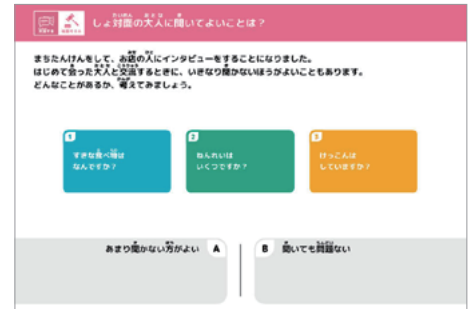 しょ対面の大人に聞いてよいことは？
まちたんけんをして、お店の人にインタビューをすることになりました。
はじめて会った大人と交流するときに、いきなり聞かないほうがよいこともあります。
どんなことがあるか、考えてみましょう。
1
すきな食べ物は
なんですか？
2
ねんれいは
いくつですか？
3
けっこんは
していますか？
あまり聞かない方がよい A
B 聞いても問題ない